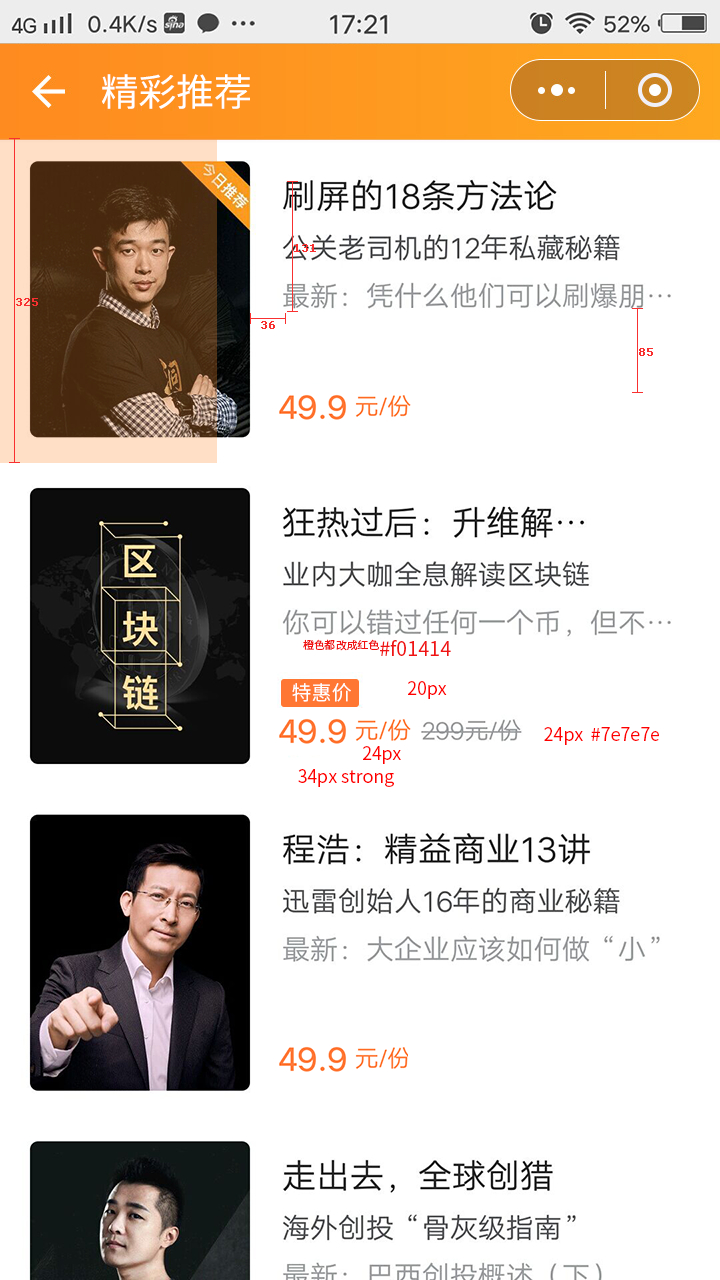 4G 0.4K/s sina 17:21 52%
精彩推荐
今日推荐
刷屏的18条方法论
公关老司机的12年私藏秘籍
131
最新：凭什么他们可以刷爆朋…
325
36
85
49.9 元/份
区块链
狂热过后：升维解…
业内大咖全息解读区块链
你可以错过任何一个币，但不…
橙色都改成红色#f01414
特惠价
20px
49.9 元/份 299元/份
24px #7e7e7e
24px
34px strong
程浩：精益商业13讲
迅雷创始人16年的商业秘籍
最新：大企业应该如何做“小”
49.9 元/份
走出去，全球创猎
海外创投“骨灰级指南”
最新：巴西创投概述（下）